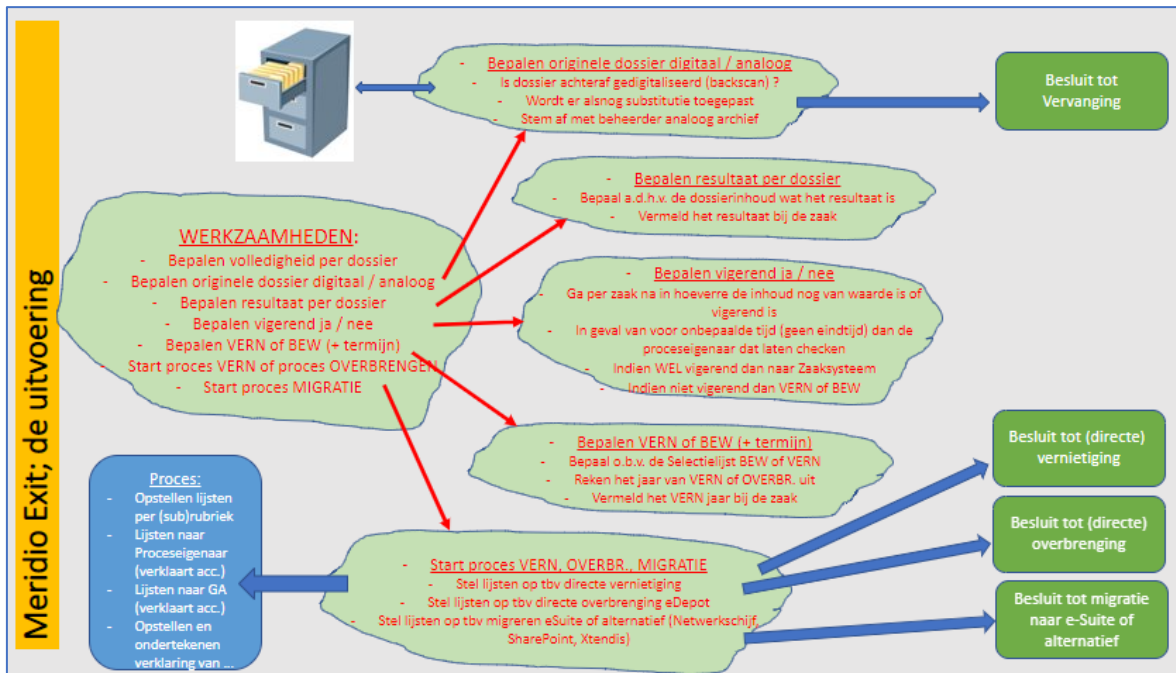 Meridio Exit; de uitvoering
- Bepalen originele dossier digitaal / analoog
- Is dossier achteraf gedigitaliseerd (backscan) ?
- Wordt er alsnog substitutie toegepast
- Stem af met beheerder analoog archief
Besluit tot
Vervanging
- Bepalen resultaat per dossier
- Bepaal a.d.h.v. de dossierinhoud wat het resultaat is
- Vermeld het resultaat bij de zaak
WERKZAAMHEDEN:
- Bepalen volledigheid per dossier
- Bepalen originele dossier digitaal / analoog
- Bepalen resultaat per dossier
- Bepalen vigerend ja / nee
- Bepalen VERN of BEW (+ termijn)
- Start proces VERN of proces OVERBRENGEN
- Start proces MIGRATIE
- Bepalen vigerend ja / nee
- Ga per zaak na in hoeverre de inhoud nog van waarde is of
vigerend is
- In geval van voor onbepaalde tijd (geen eindtijd) dan de
proceseigenaar dat laten checken
- Indien WEL vigerend dan naar Zaaksysteem
- Indien niet vigerend dan VERN of BEW
- Bepalen VERN of BEW (+ termijn)
- Bepaal o.b.v. de Selectielijst BEW of VERN
- Reken het jaar van VERN of OVERBR. uit
- Vermeld het VERN jaar bij de zaak
Besluit tot (directe)
vernietiging
Proces:
- Opstellen lijsten
per (sub)rubriek
- Lijsten naar
Proceseigenaar
(verklaart acc.)
- Lijsten naar GA
(verklaart acc.)
- Opstellen en
ondertekenen
verklaring van ...
- Start proces VERN, OVERBR., MIGRATIE
- Stel lijsten op tbv directe vernietiging
- Stel lijsten op tbv directe overbrenging eDepot
- Stel lijsten op tbv migreren eSuite of alternatief (Netwerkschijf,
SharePoint, Xtendis)
Besluit tot (directe)
overbrenging
Besluit tot migratie
naar e-Suite of
alternatief